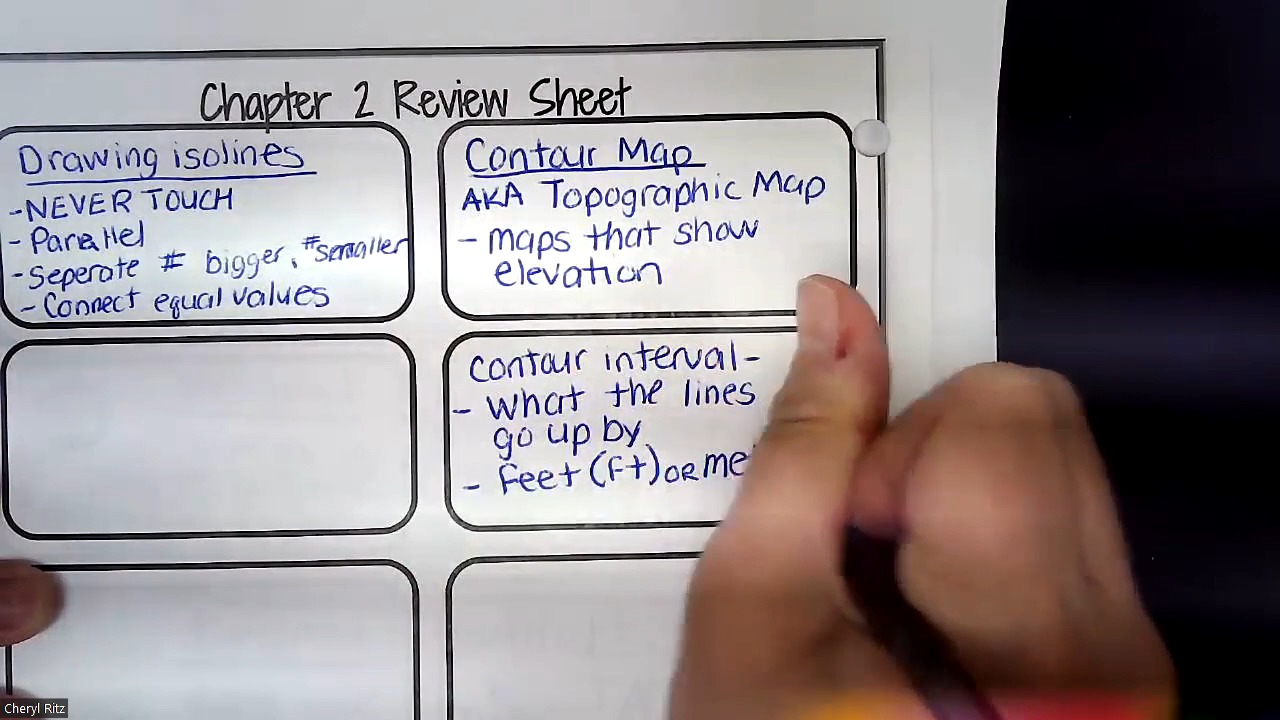 Chapter 2 Review Sheet
Drawing isolines
-NEVER TOUCH
- Parallel
-Seperate # bigger, #smaller
- Connect equal values
Contour Map
AKA Topographic Map
- maps that show
elevation
contour interval-
- What the lines
go up by
- feet (ft) OR me
Cheryl Ritz